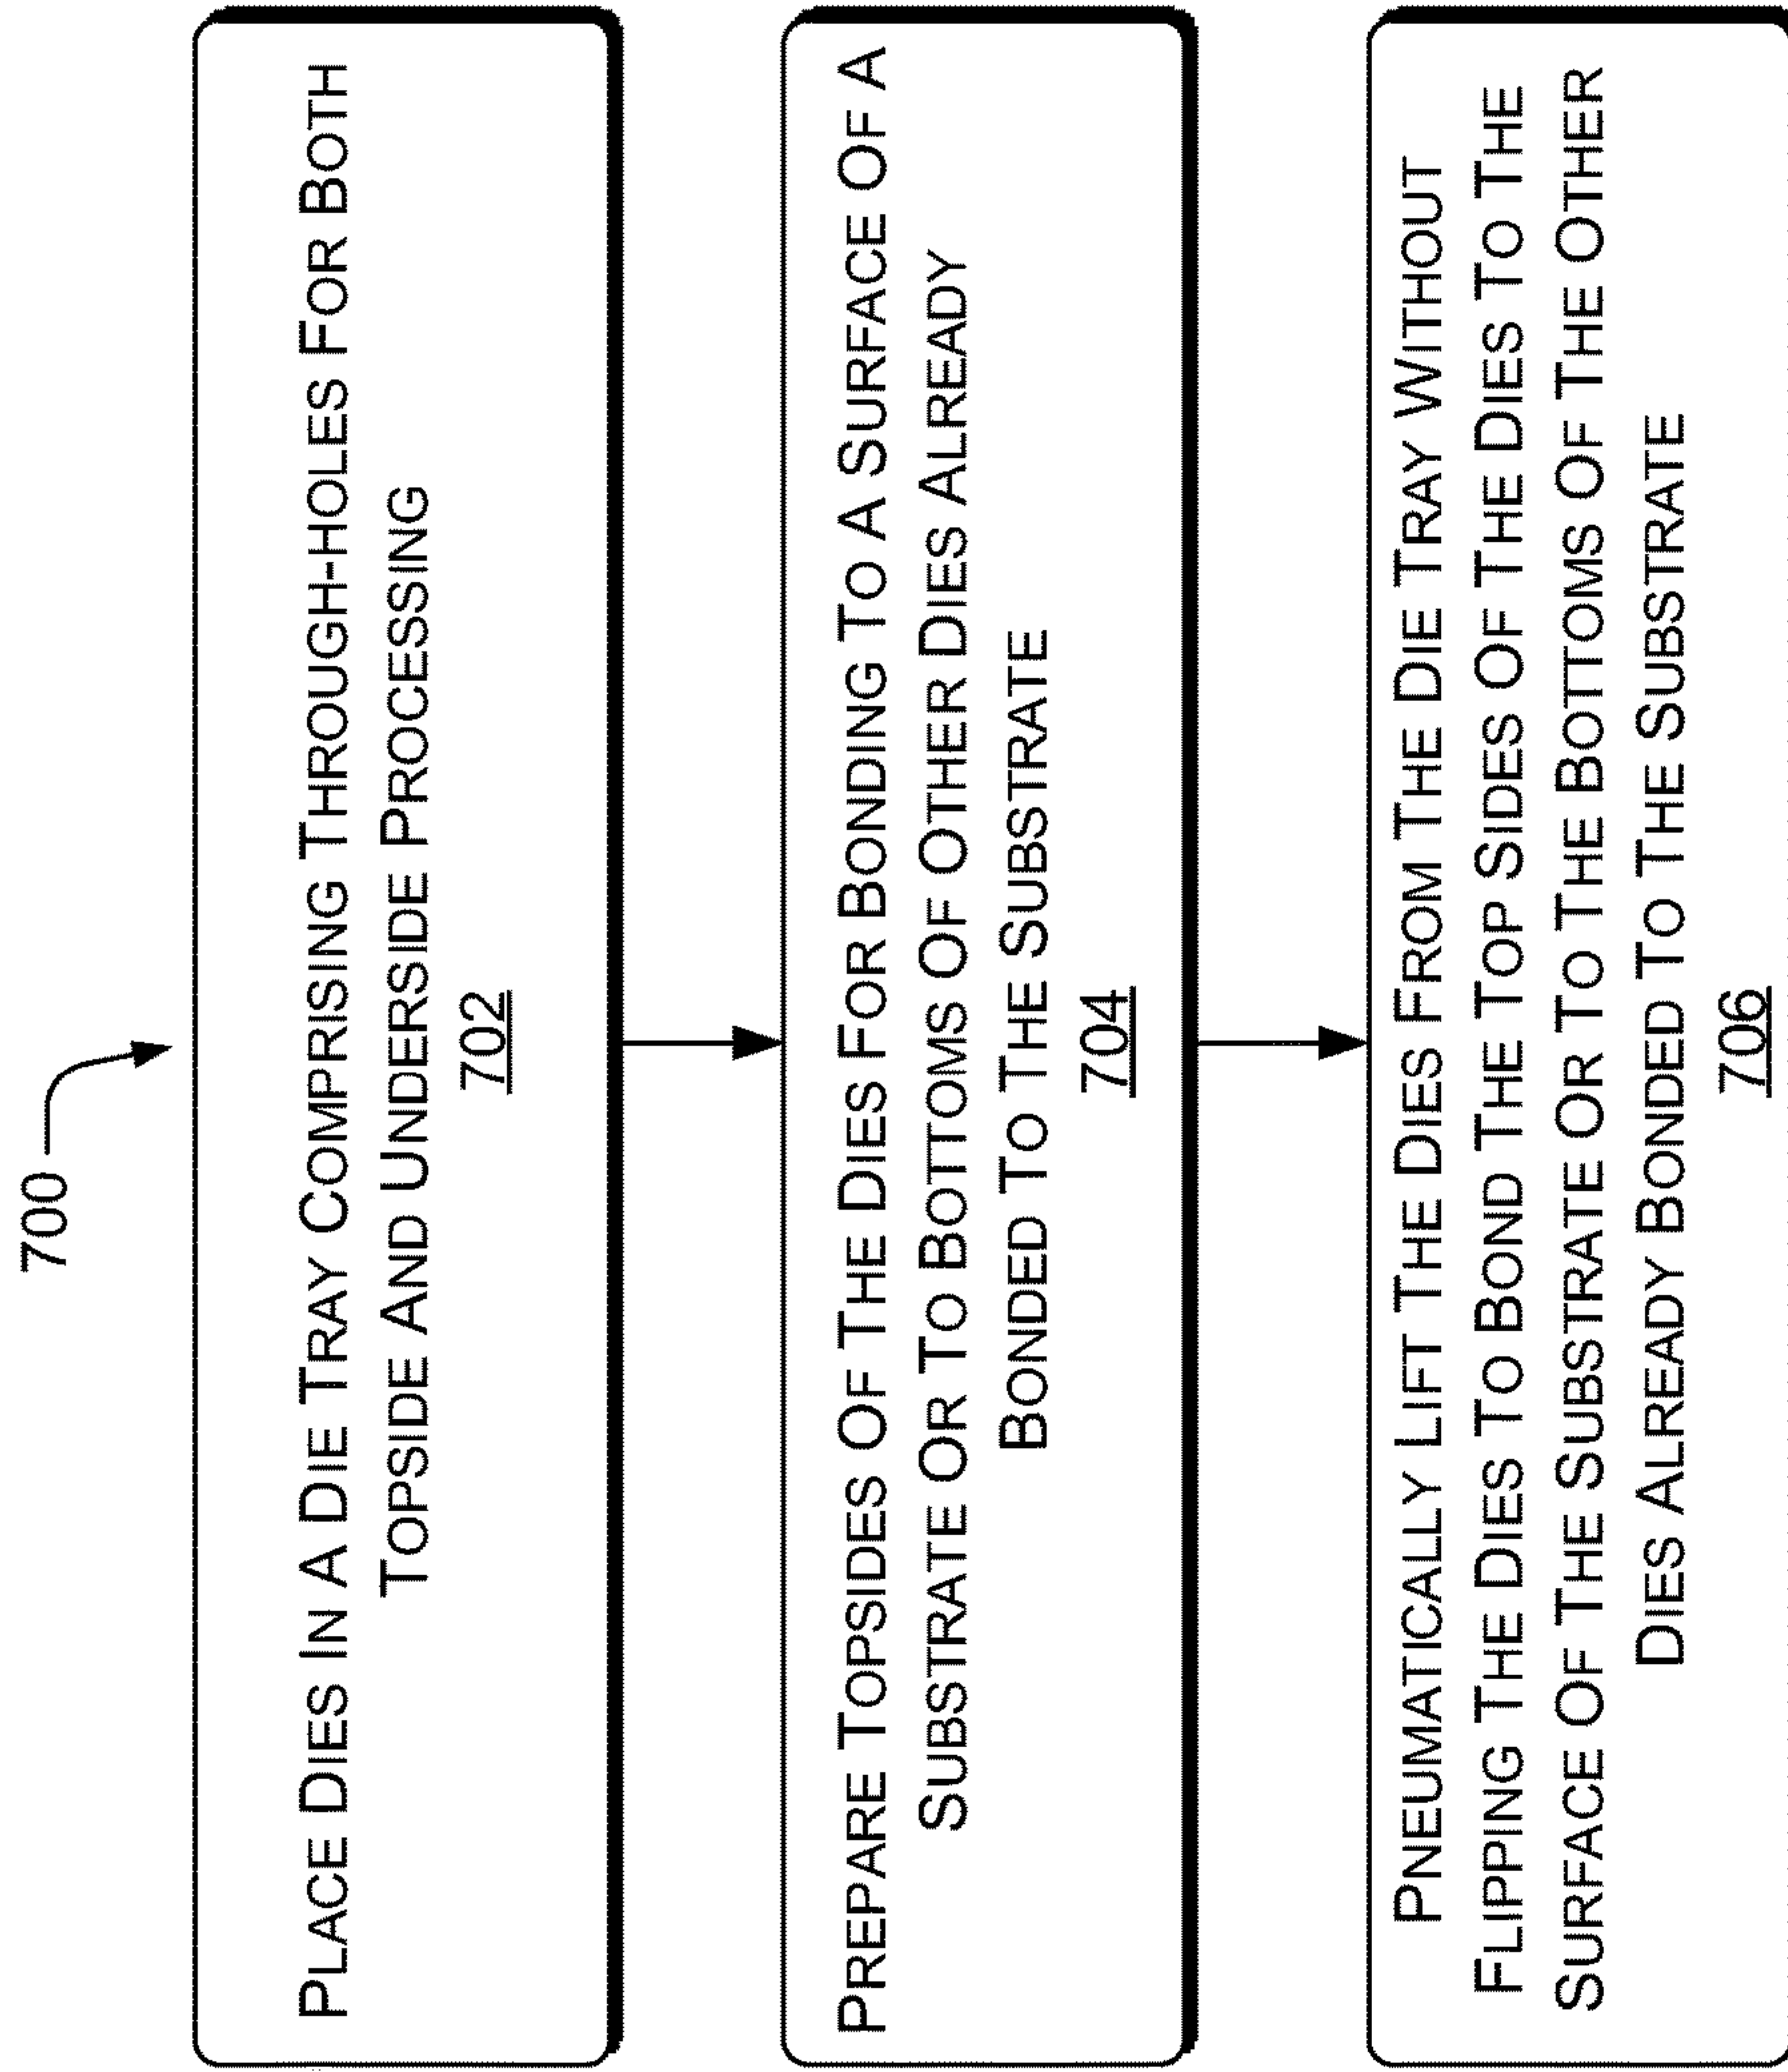 700
PLACE DIES IN A DIE TRAY COMPRISING THROUGH-HOLES FOR BOTH
TOPSIDE AND UNDERSIDE PROCESSING
702
PREPARE TOPSIDES OF THE DIES FOR BONDING TO A SURFACE OF A
SUBSTRATE OR TO BOTTOMS OF OTHER DIES ALREADY
BONDED TO THE SUBSTRATE
704
PNEUMATICALLY LIFT THE DIES FROM THE DIE TRAY WITHOUT
FLIPPING THE DIES TO BOND THE TOP SIDES OF THE DIES TO THE
SURFACE OF THE SUBSTRATE OR TO THE BOTTOMS OF THE OTHER
DIES ALREADY BONDED TO THE SUBSTRATE
706